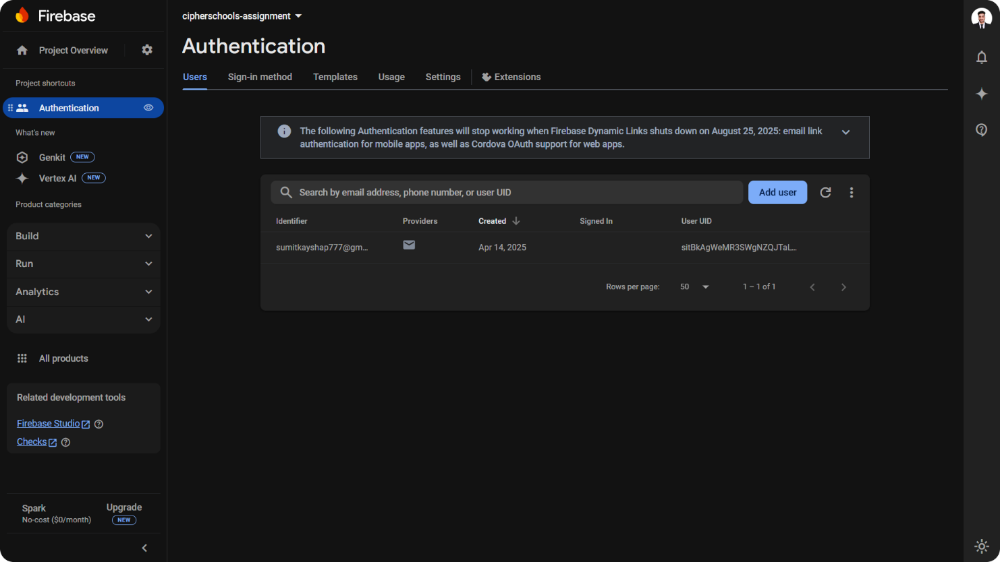 Firebase
Project Overview
Project shortcuts
Authentication
What's new
Genkit NEW
Vertex AI NEW
Product categories
Build
Run
Analytics
AI
All products
Related development tools
Firebase Studio
Checks
Spark
No-cost ($0/month)
Upgrade
NEW
cipherschools-assignment
Authentication
Users Sign-in method Templates Usage Settings Extensions
The following Authentication features will stop working when Firebase Dynamic Links shuts down on August 25, 2025: email link
authentication for mobile apps, as well as Cordova OAuth support for web apps.
Search by email address, phone number, or user UID Add user
Identifier Providers Created Signed In User UID
sumitkayshap777@gm... Apr 14, 2025 sitBkAgWeMR3SWgNZQJTaL...
Rows per page: 50 1 – 1 of 1